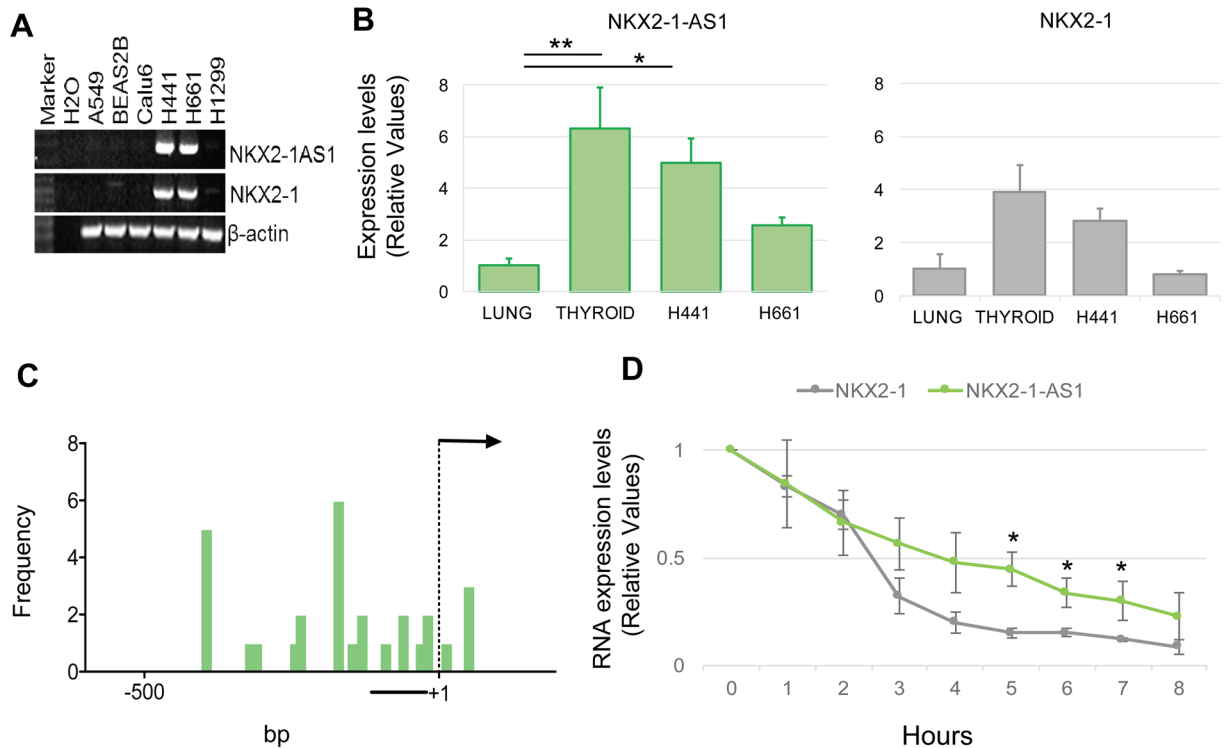 A
Marker
H2O
A549
BEAS2B
Calu6
H441
H661
H1299
NKX2-1AS1
NKX2-1
β-actin
B
NKX2-1-AS1
**
*
Expression levels
(Relative Values)
8
6
4
2
0
LUNG THYROID H441 H661
NKX2-1
8
6
4
2
0
LUNG THYROID H441 H661
C
Frequency
8
6
4
2
0
-500 +1
bp
D
NKX2-1 NKX2-1-AS1
RNA expression levels
(Relative Values)
1
0.5
0
* * *
0 1 2 3 4 5 6 7 8
Hours